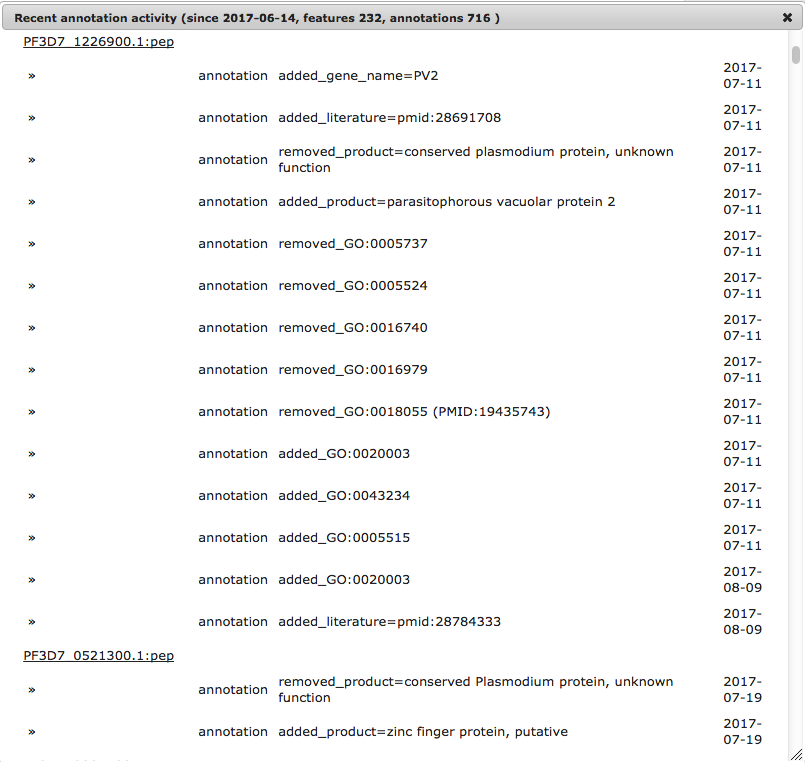 Recent annotation activity (since 2017-06-14, features 232, annotations 716 ) ✖
PF3D7_1226900.1:pep
» annotation added_gene_name=PV2 2017-
07-11
» annotation added_literature=pmid:28691708 2017-
07-11
» annotation removed_product=conserved plasmodium protein, unknown 2017-
function 07-11
» annotation added_product=parasitophorous vacuolar protein 2 2017-
07-11
» annotation removed_GO:0005737 2017-
07-11
» annotation removed_GO:0005524 2017-
07-11
» annotation removed_GO:0016740 2017-
07-11
» annotation removed_GO:0016979 2017-
07-11
» annotation removed_GO:0018055 (PMID:19435743) 2017-
07-11
» annotation added_GO:0020003 2017-
07-11
» annotation added_GO:0043234 2017-
07-11
» annotation added_GO:0005515 2017-
07-11
» annotation added_GO:0020003 2017-
08-09
» annotation added_literature=pmid:28784333 2017-
08-09
PF3D7_0521300.1:pep
» annotation removed_product=conserved Plasmodium protein, unknown 2017-
function 07-19
» annotation added_product=zinc finger protein, putative 2017-
07-19